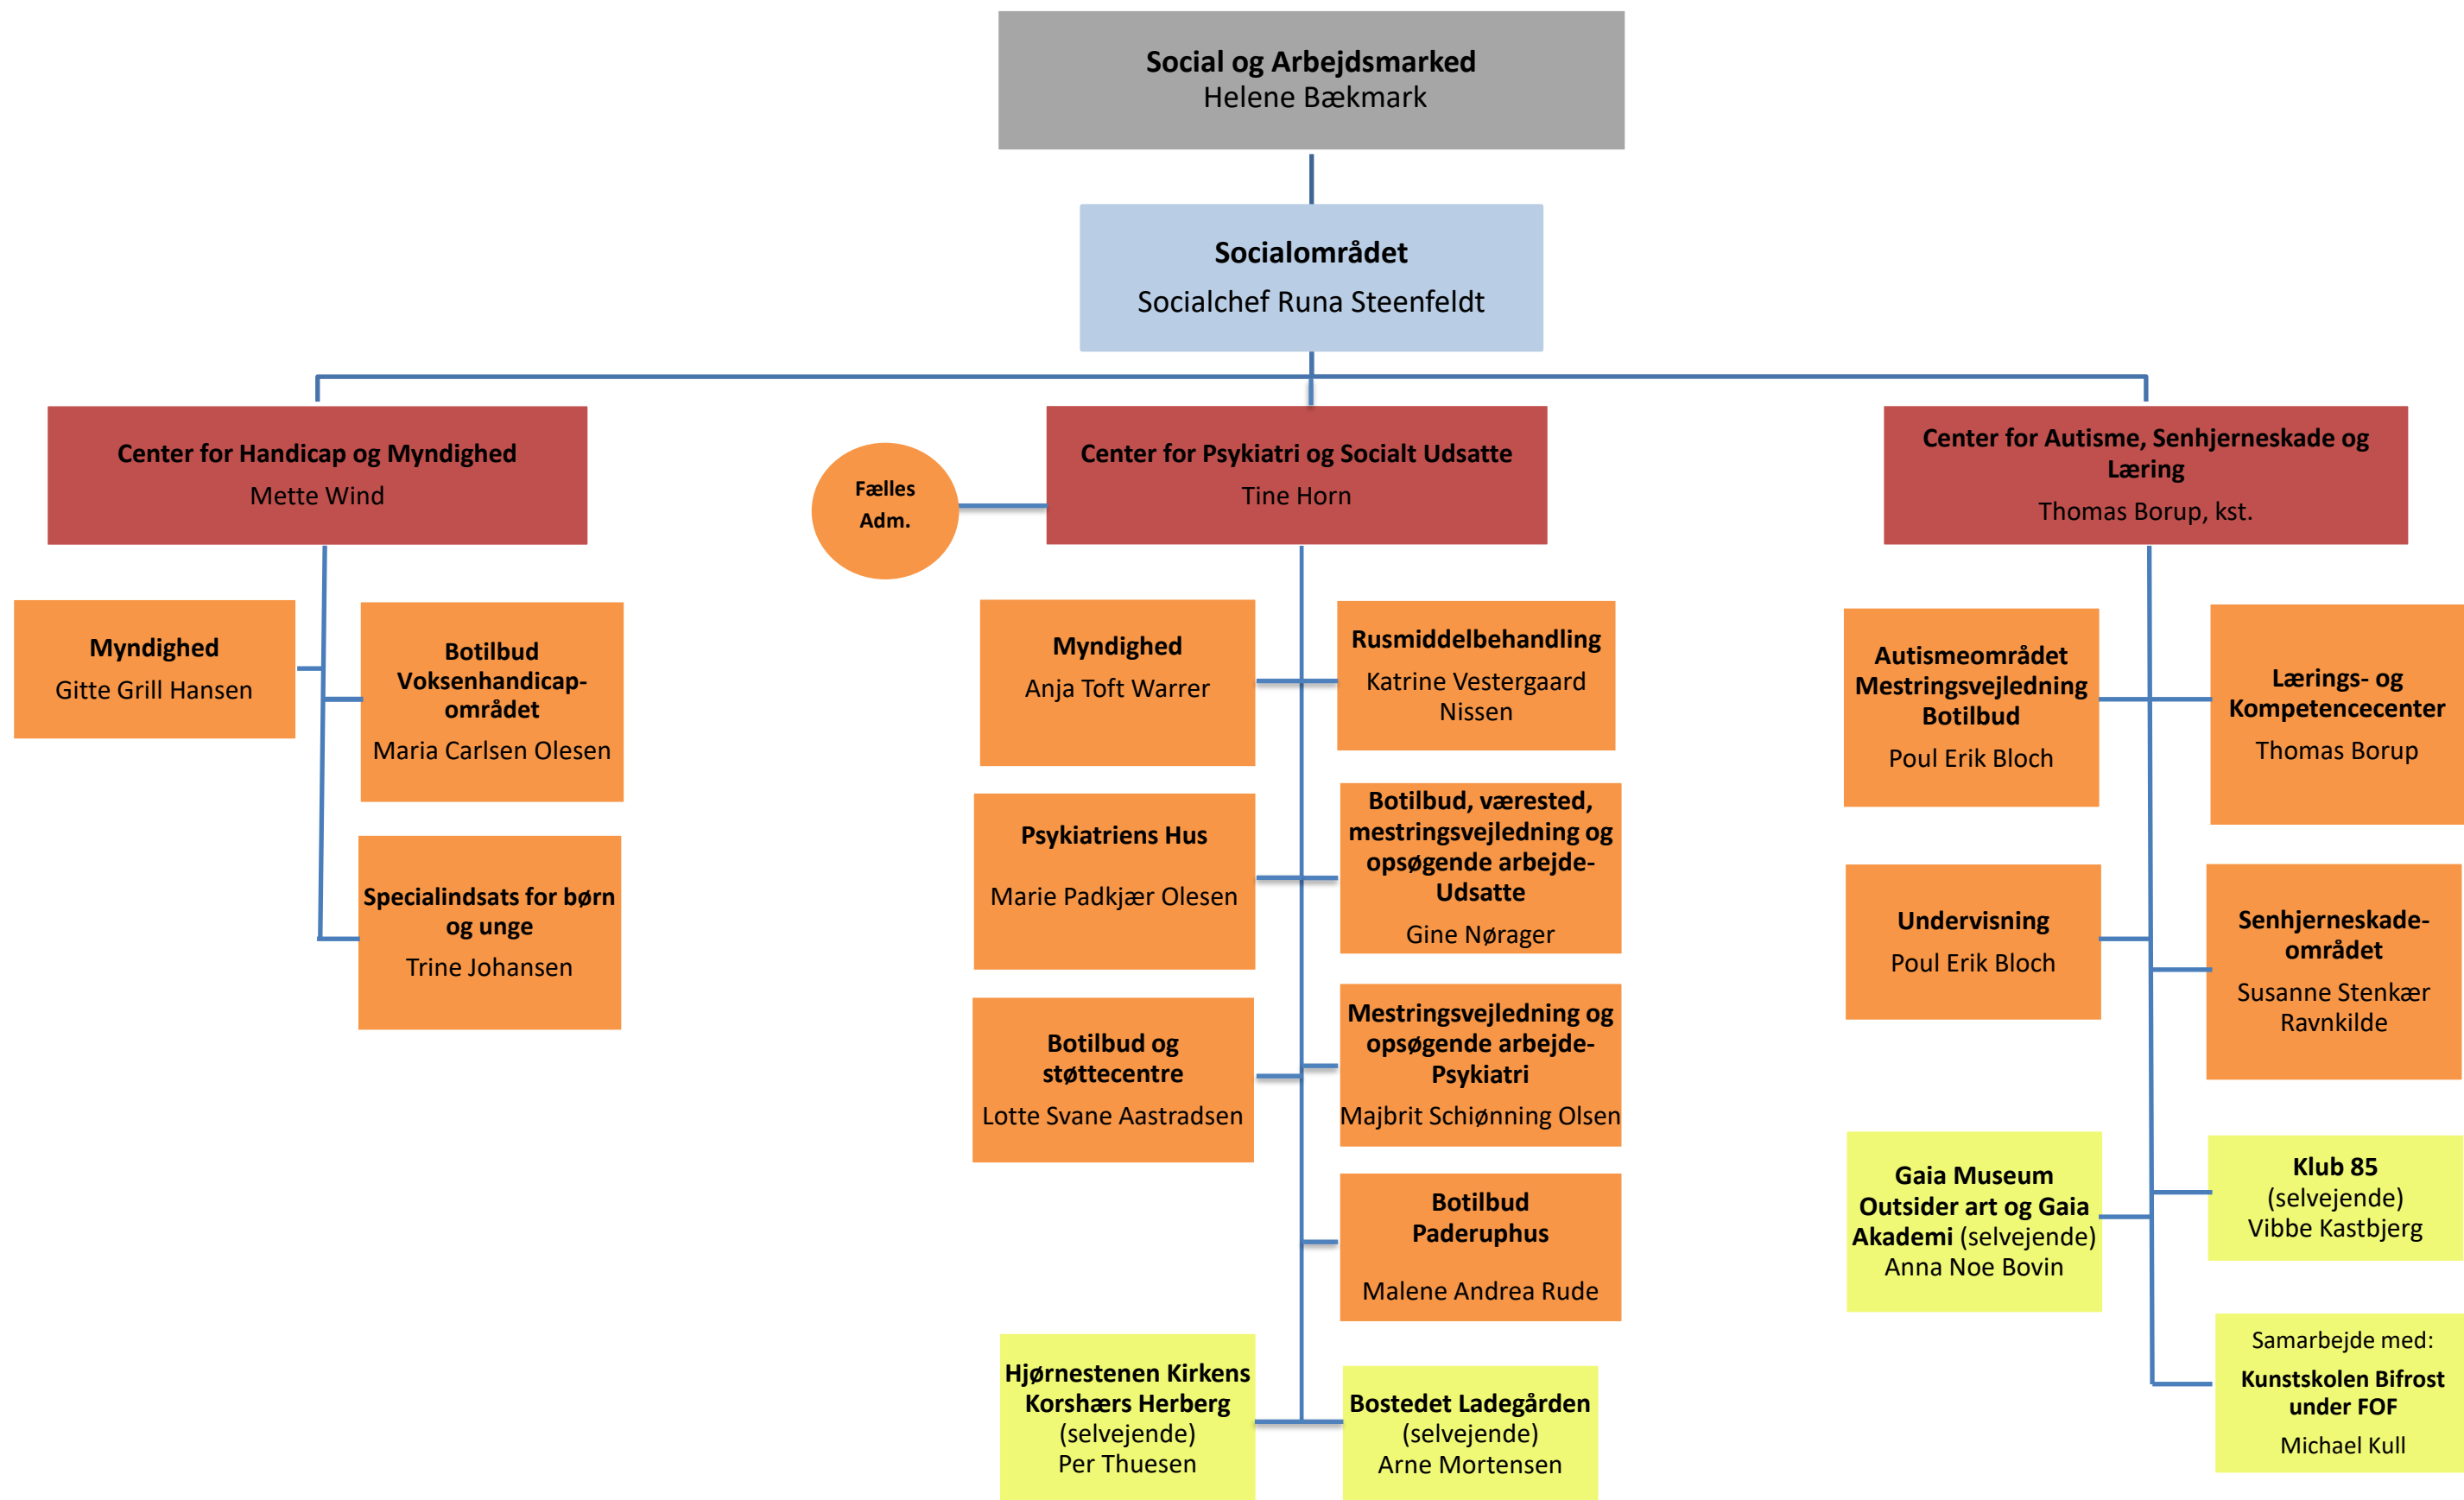 Social og Arbejdsmarked
Helene Bækmark
Socialområdet
Socialchef Runa Steenfeldt
Center for Handicap og Myndighed
Mette Wind
Fælles
Adm.
Center for Psykiatri og Socialt Udsatte
Tine Horn
Center for Autisme, Senhjerneskade og
Læring
Thomas Borup, kst.
Myndighed
Gitte Grill Hansen
Botilbud
Voksenhandicap-
området
Maria Carlsen Olesen
Specialindsats for børn
og unge
Trine Johansen
Myndighed
Anja Toft Warrer
Rusmiddelbehandling
Katrine Vestergaard
Nissen
Psykiatriens Hus
Marie Padkjær Olesen
Botilbud, værested,
mestringsvejledning og
opsøgende arbejde-
Udsatte
Gine Nørager
Botilbud og
støttecentre
Lotte Svane Aastradsen
Mestringsvejledning og
opsøgende arbejde-
Psykiatri
Majbrit Schiønning Olsen
Botilbud
Paderuphus
Malene Andrea Rude
Hjørnestenen Kirkens
Korshærs Herberg
(selvejende)
Per Thuesen
Bostedet Ladegården
(selvejende)
Arne Mortensen
Autismeområdet
Mestringsvejledning
Botilbud
Poul Erik Bloch
Lærings- og
Kompetencecenter
Thomas Borup
Undervisning
Poul Erik Bloch
Senhjerneskade-
området
Susanne Stenkær
Ravnkilde
Gaia Museum
Outsider art og Gaia
Akademi (selvejende)
Anna Noe Bovin
Klub 85
(selvejende)
Vibbe Kastbjerg
Samarbejde med:
Kunstskolen Bifrost
under FOF
Michael Kull